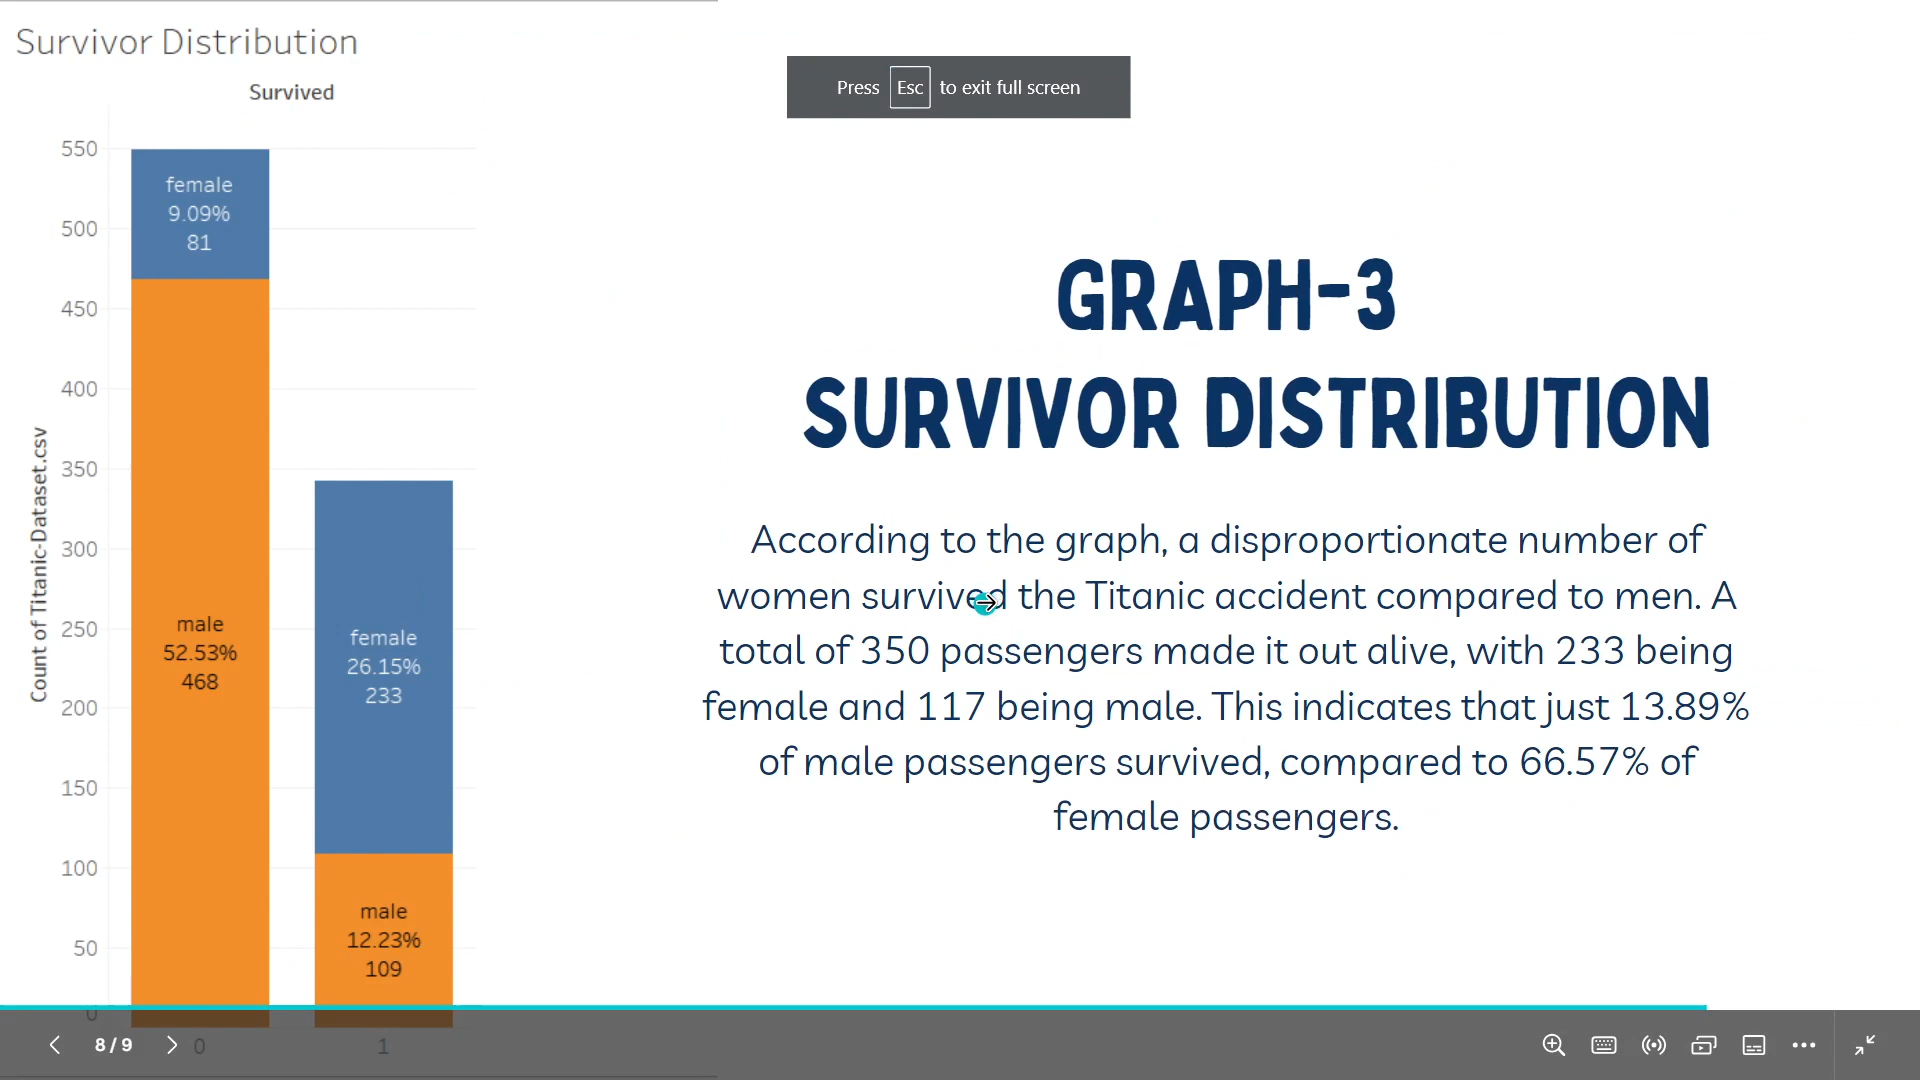 Survivor Distribution
Survived
Press Esc to exit full screen
550
500
450
400
350
300
250
200
150
100
50
0
Count of Titanic-Dataset.csv
female
9.09%
81
male
52.53%
468
female
26.15%
233
male
12.23%
109
0
1
GRAPH-3
SURVIVOR DISTRIBUTION
According to the graph, a disproportionate number of
women survived the Titanic accident compared to men. A
total of 350 passengers made it out alive, with 233 being
female and 117 being male. This indicates that just 13.89%
of male passengers survived, compared to 66.57% of
female passengers.
8 / 9